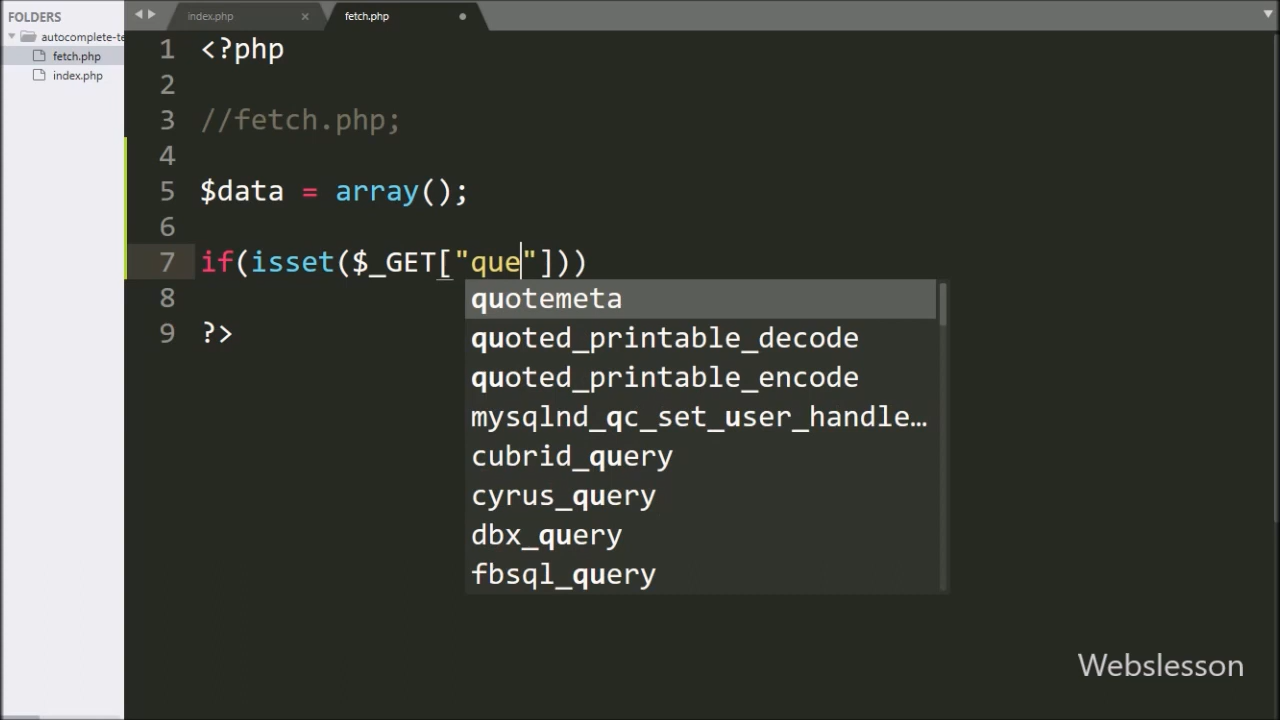 FOLDERS
autocomplete-te
fetch.php
index.php
index.php ×
fetch.php
1 <?php
2
3 //fetch.php;
4
5 $data = array();
6
7 if(isset($_GET["que"]))
8
9 ?>
quotemeta
quoted_printable_decode
quoted_printable_encode
mysqlnd_qc_set_user_handle…
cubrid_query
cyrus_query
dbx_query
fbsql_query
Webslesson